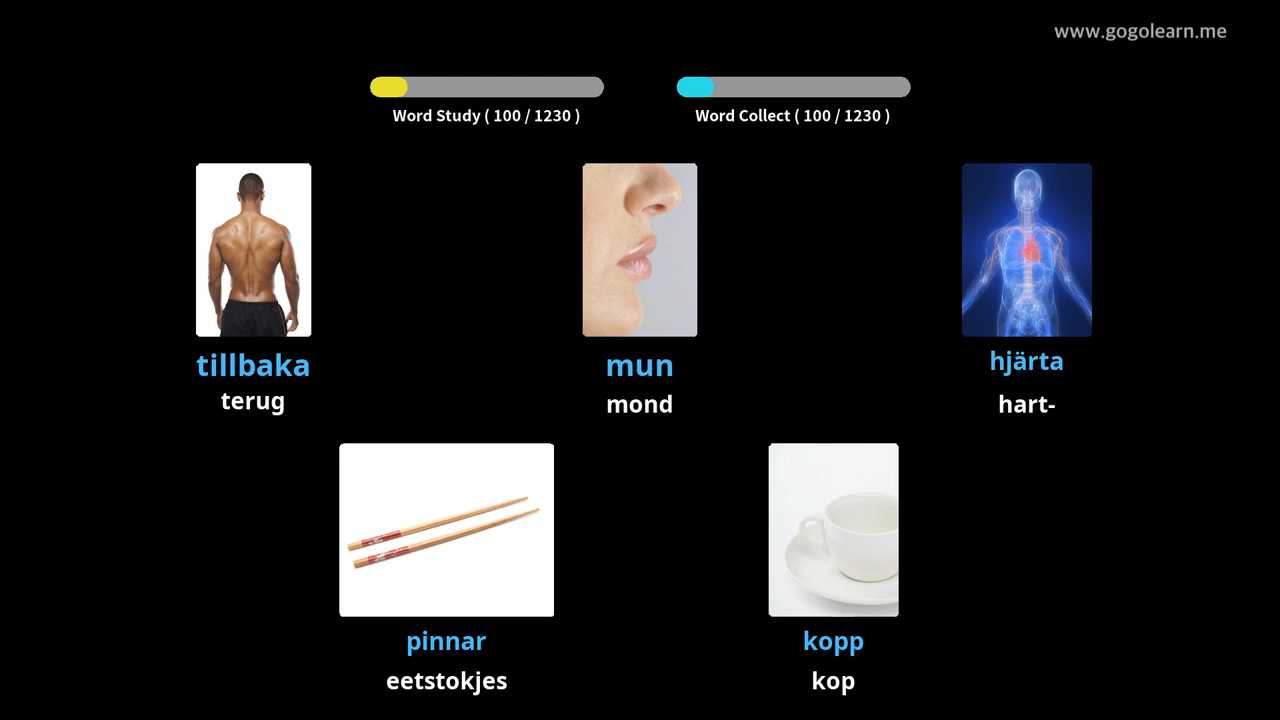 www.gogolearn.me
Word Study ( 100 / 1230 )
Word Collect ( 100 / 1230 )
tillbaka
terug
mun
mond
hjärta
hart-
pinnar
eetstokjes
kopp
kop